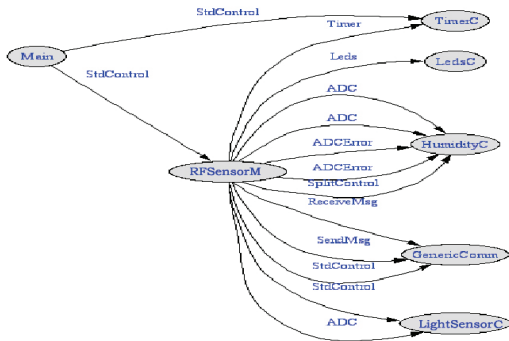 StdControl
Timer
TimerC
Main
Leds
LedsC
StdControl
ADC
ADC
ADCError
HumidityC
ADCError
RFSensorM
SplitControl
ReceiveMsg
SendMsg
GenericComm
StdControl
StdControl
ADC
LightSensorC